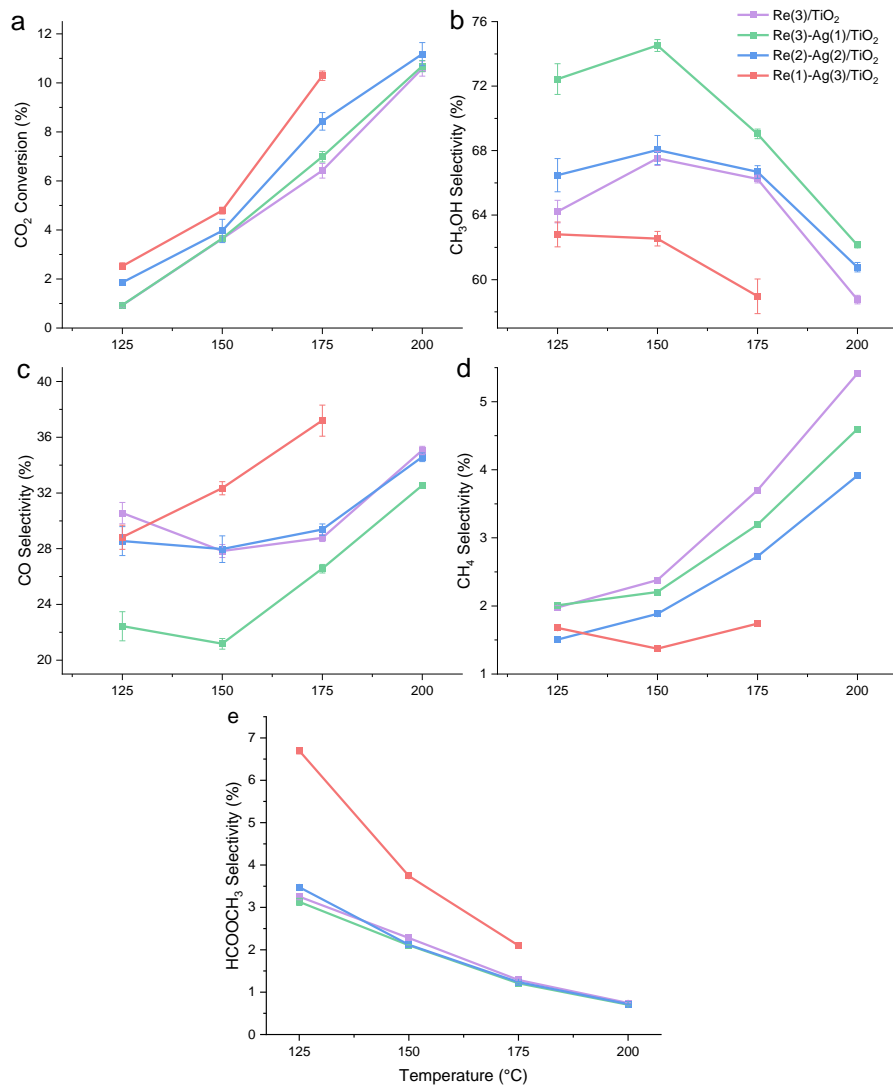 a
CO₂ Conversion (%)
12
10
8
6
4
2
0
125 150 175 200
b
Re(3)/TiO₂
Re(3)-Ag(1)/TiO₂
Re(2)-Ag(2)/TiO₂
Re(1)-Ag(3)/TiO₂
CH₃OH Selectivity (%)
76
72
68
64
60
125 150 175 200
c
CO Selectivity (%)
40
36
32
28
24
20
125 150 175 200
d
CH₄ Selectivity (%)
5
4
3
2
1
125 150 175 200
e
HCOOCH₃ Selectivity (%)
7
6
5
4
3
2
1
0
125 150 175 200
Temperature (°C)